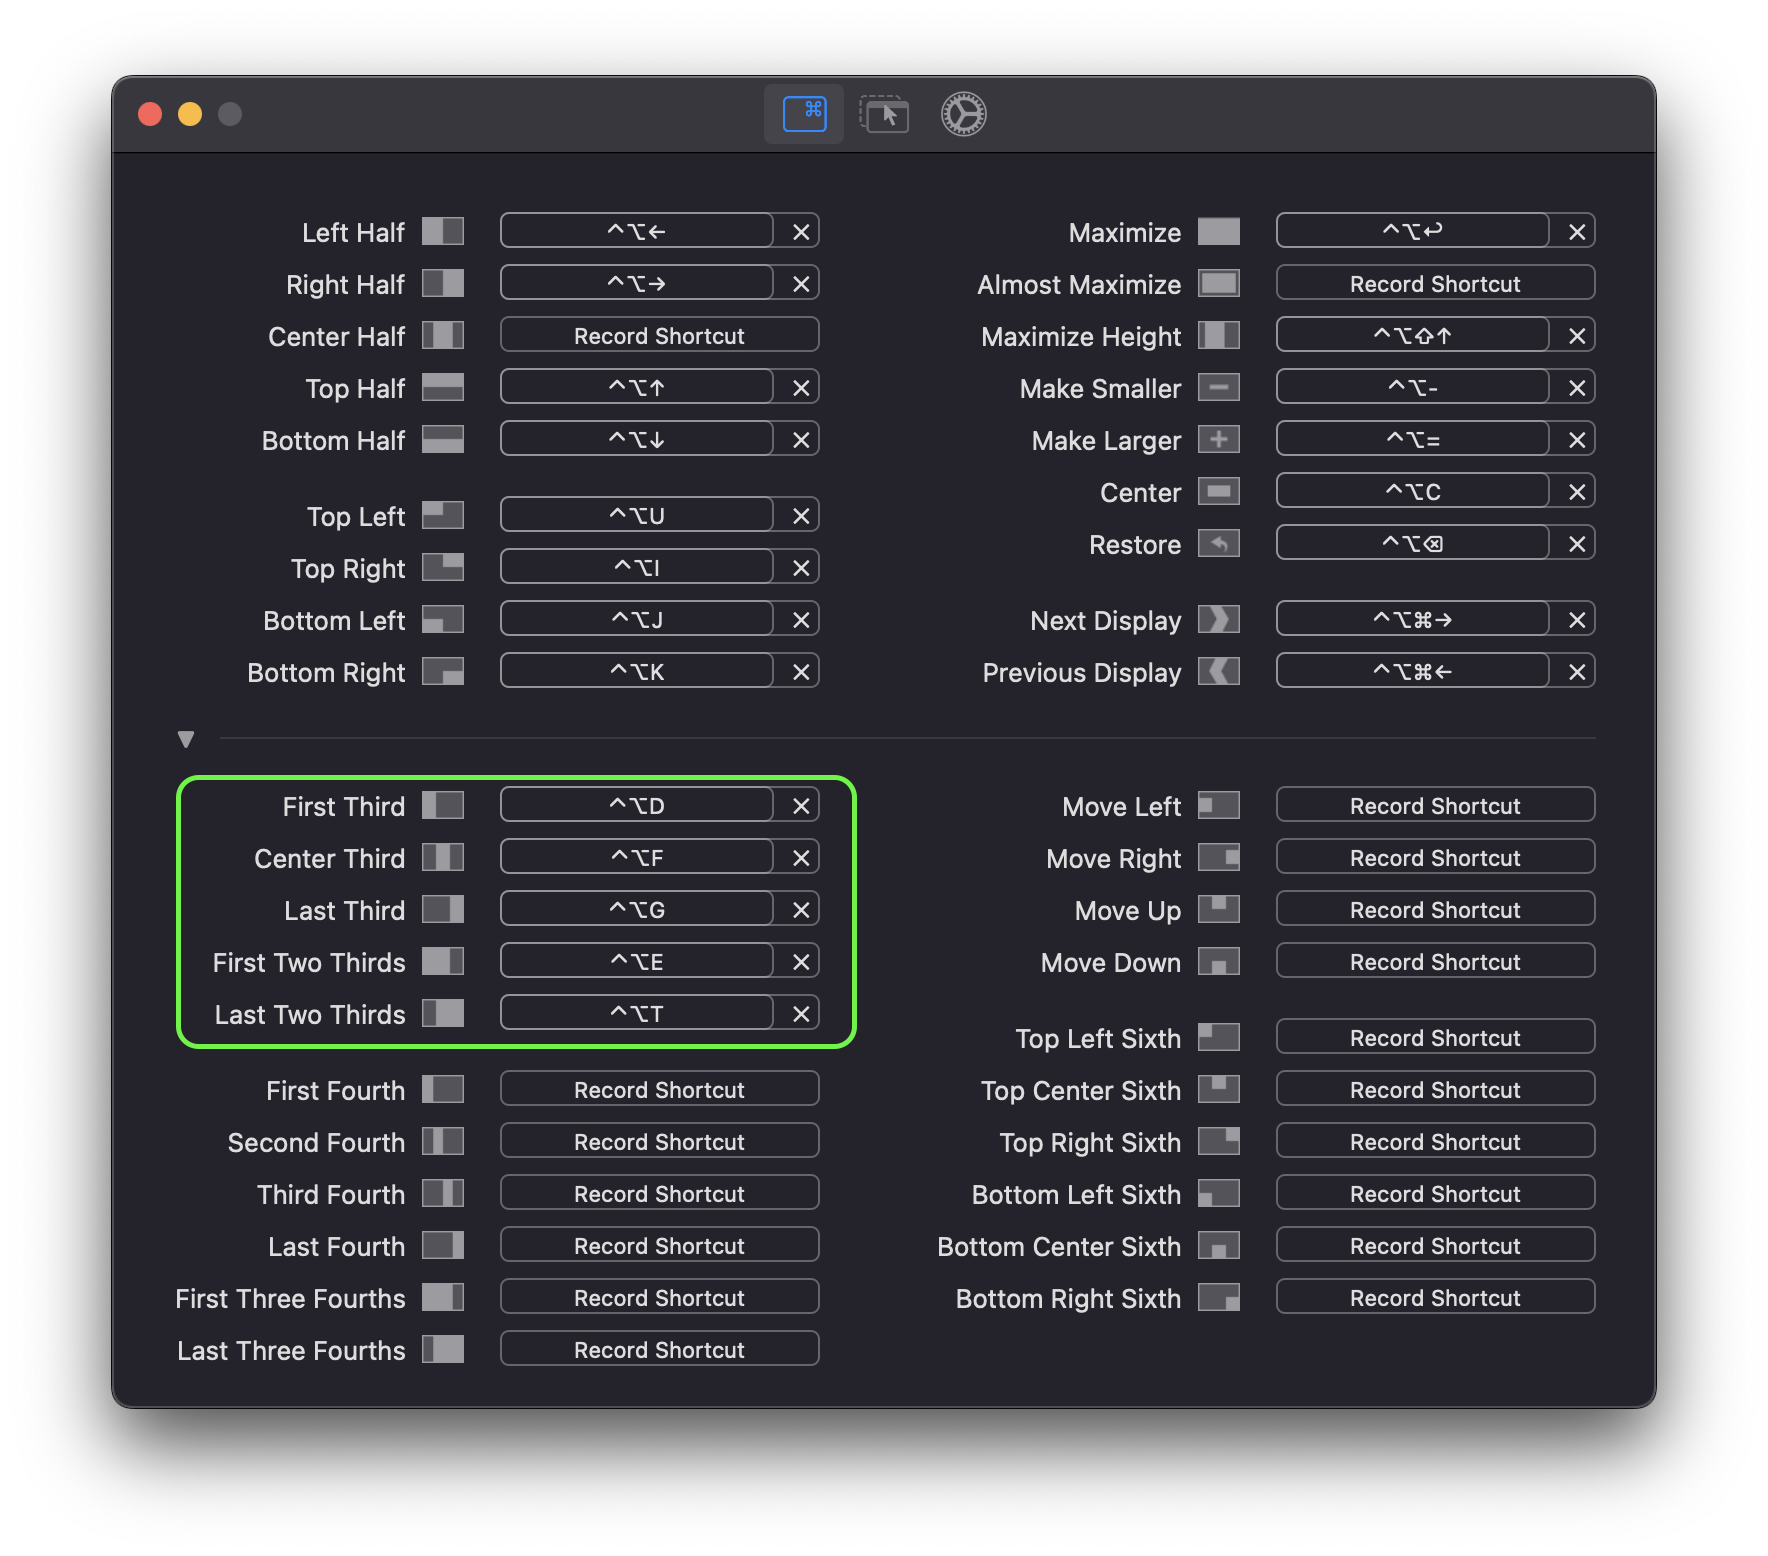 Left Half ^⌥←
Right Half ^⌥→
Center Half Record Shortcut
Top Half ^⌥↑
Bottom Half ^⌥↓
Top Left ^⌥U
Top Right ^⌥I
Bottom Left ^⌥J
Bottom Right ^⌥K
Maximize ^⌥↩
Almost Maximize Record Shortcut
Maximize Height ^⌥⇧↑
Make Smaller ^⌥-
Make Larger ^⌥=
Center ^⌥C
Restore ^⌥⌫
Next Display ^⌥⌘→
Previous Display ^⌥⌘←
First Third ^⌥D
Center Third ^⌥F
Last Third ^⌥G
First Two Thirds ^⌥E
Last Two Thirds ^⌥T
First Fourth Record Shortcut
Second Fourth Record Shortcut
Third Fourth Record Shortcut
Last Fourth Record Shortcut
First Three Fourths Record Shortcut
Last Three Fourths Record Shortcut
Move Left Record Shortcut
Move Right Record Shortcut
Move Up Record Shortcut
Move Down Record Shortcut
Top Left Sixth Record Shortcut
Top Center Sixth Record Shortcut
Top Right Sixth Record Shortcut
Bottom Left Sixth Record Shortcut
Bottom Center Sixth Record Shortcut
Bottom Right Sixth Record Shortcut